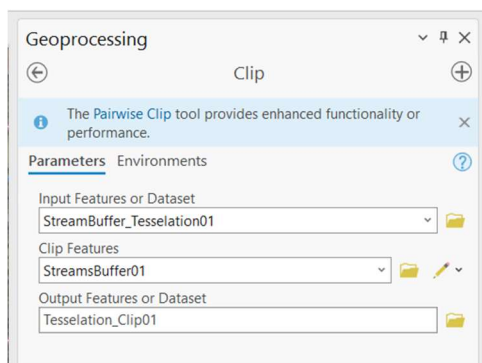 Geoprocessing
Clip
The Pairwise Clip tool provides enhanced functionality or
performance.
Parameters Environments
Input Features or Dataset
StreamBuffer_Tesselation01
Clip Features
StreamsBuffer01
Output Features or Dataset
Tesselation_Clip01